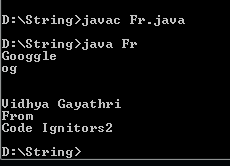 D:\String>javac Fr.java
D:\String>java Fr
Googgle
og
Vidhya Gayathri
From
Code Ignitors2
D:\String>